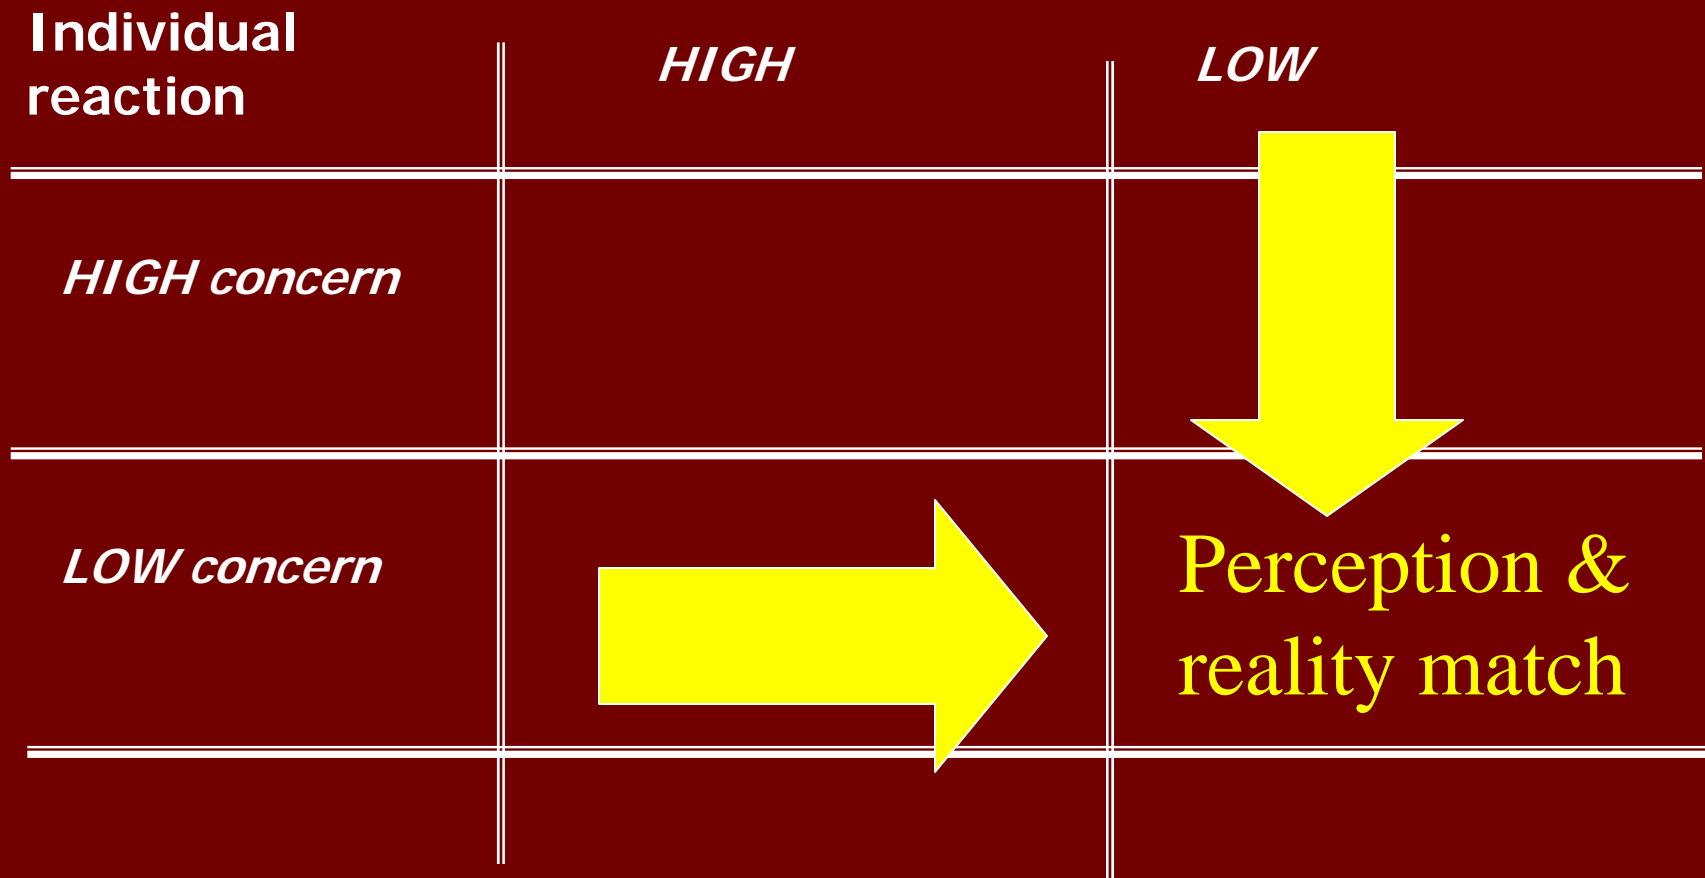 Individual
reaction
HIGH
LOW
HIGH concern
LOW concern
Perception &
reality match